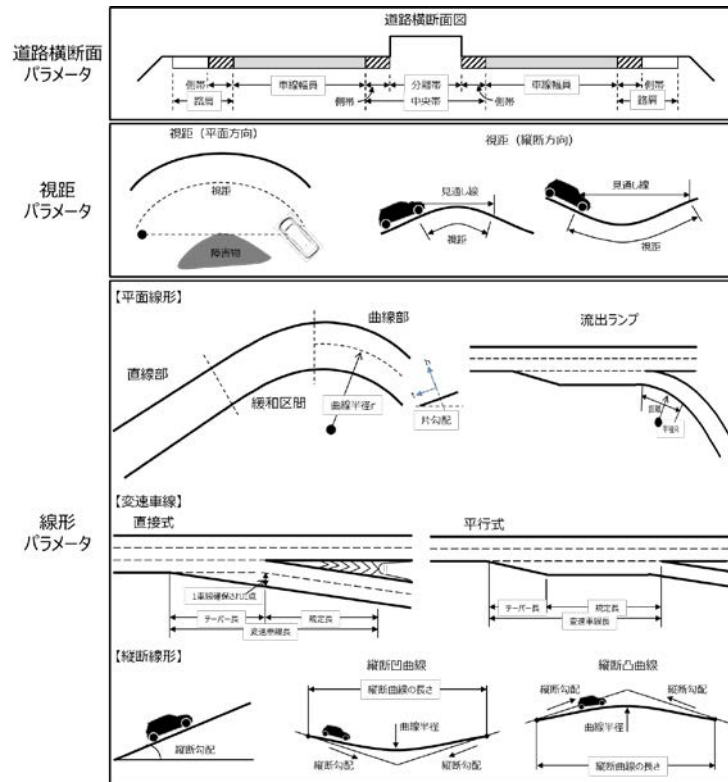 道路横断面
パラメータ
道路横断面図
側帯
車線幅員
分離帯
車線幅員
側帯
路肩
側帯
中央帯
側帯
路肩
視距
パラメータ
視距（平面方向）
視距
障害物
視距（縦断方向）
見通し線
視距
見通し線
視距
線形
パラメータ
【平面線形】
直線部
緩和区間
曲線部
曲線半径r
片勾配
流出ランプ
距離
半径R
【変速車線】
直接式
1車線確保された点
テーパー長
規定長
変速車線長
平行式
テーパー長
規定長
変速車線長
【縦断線形】
縦断勾配
縦断凹曲線
縦断曲線の長さ
曲線半径
縦断勾配
縦断勾配
縦断凸曲線
縦断勾配
縦断勾配
曲線半径
縦断曲線の長さ